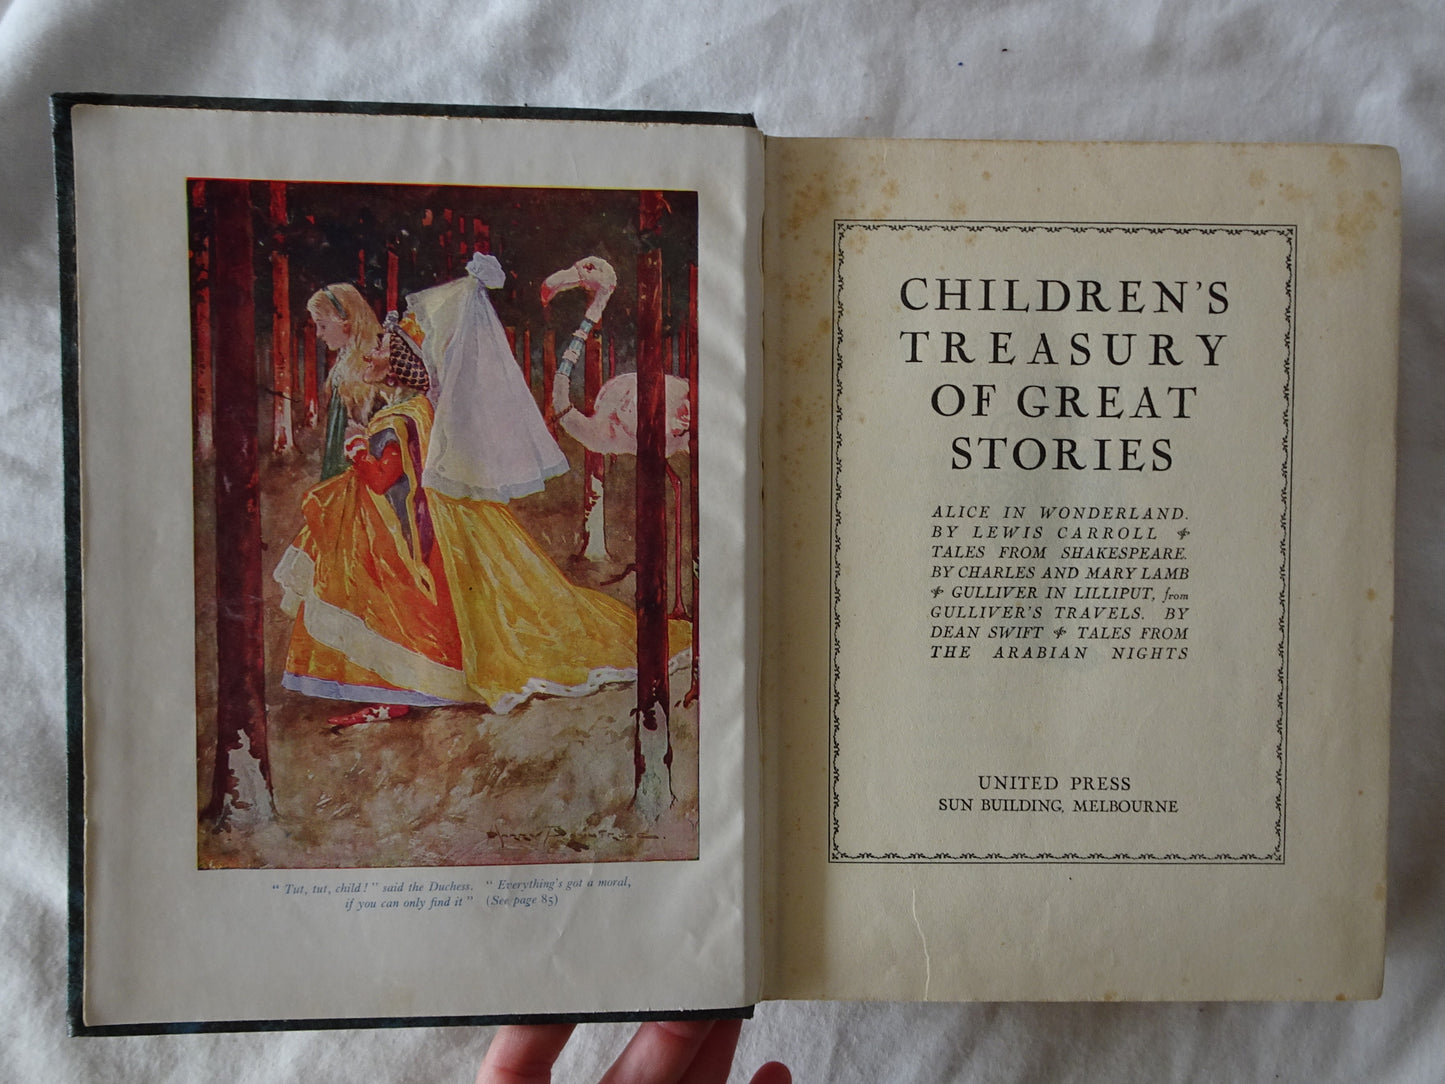 Harry Rountree.
" Tut, tut, child! " said the Duchess. " Everything's got a moral,
if you can only find it " (See page 85)
CHILDREN'S
TREASURY
OF GREAT
STORIES
ALICE IN WONDERLAND.
BY LEWIS CARROLL
TALES FROM SHAKESPEARE.
BY CHARLES AND MARY LAMB
GULLIVER IN LILLIPUT, from
GULLIVER'S TRAVELS. BY
DEAN SWIFT TALES FROM
THE ARABIAN NIGHTS
UNITED PRESS
SUN BUILDING, MELBOURNE